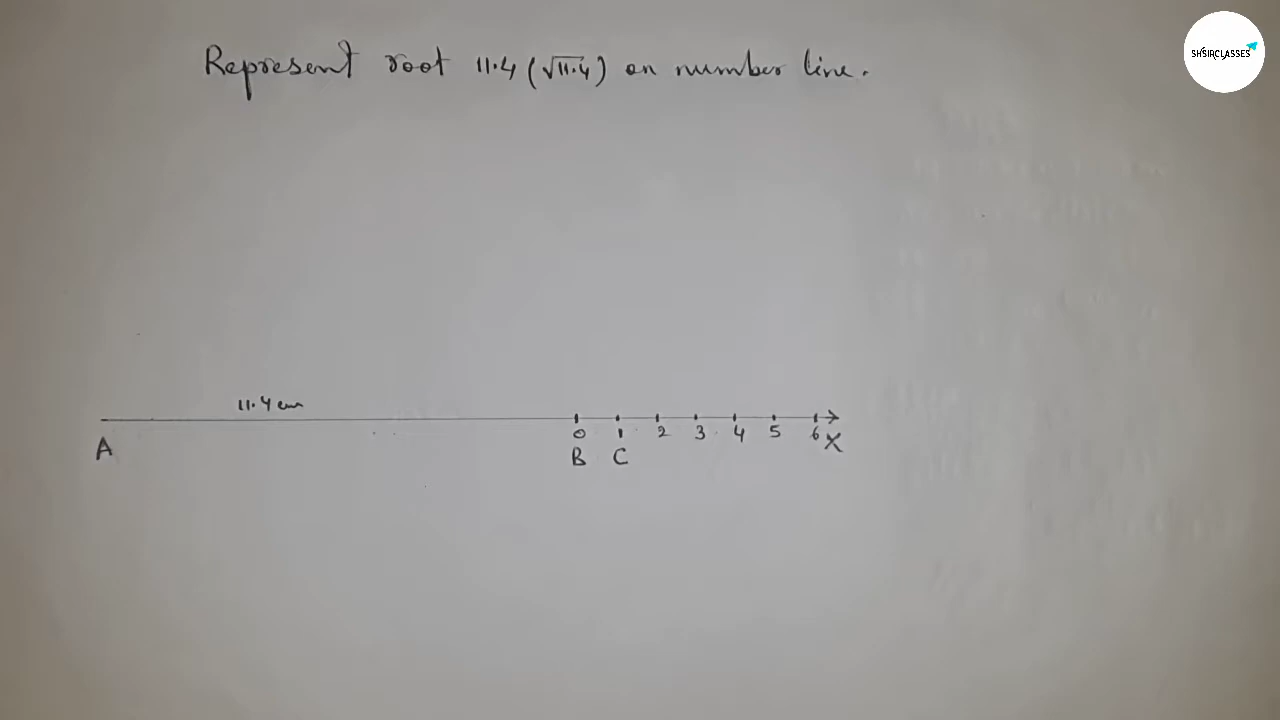 Represent root 11.4 (√11.4) on number line.
SHSIRCLASSES
11.4 cm
0 1 2 3 4 5 6
A B C X